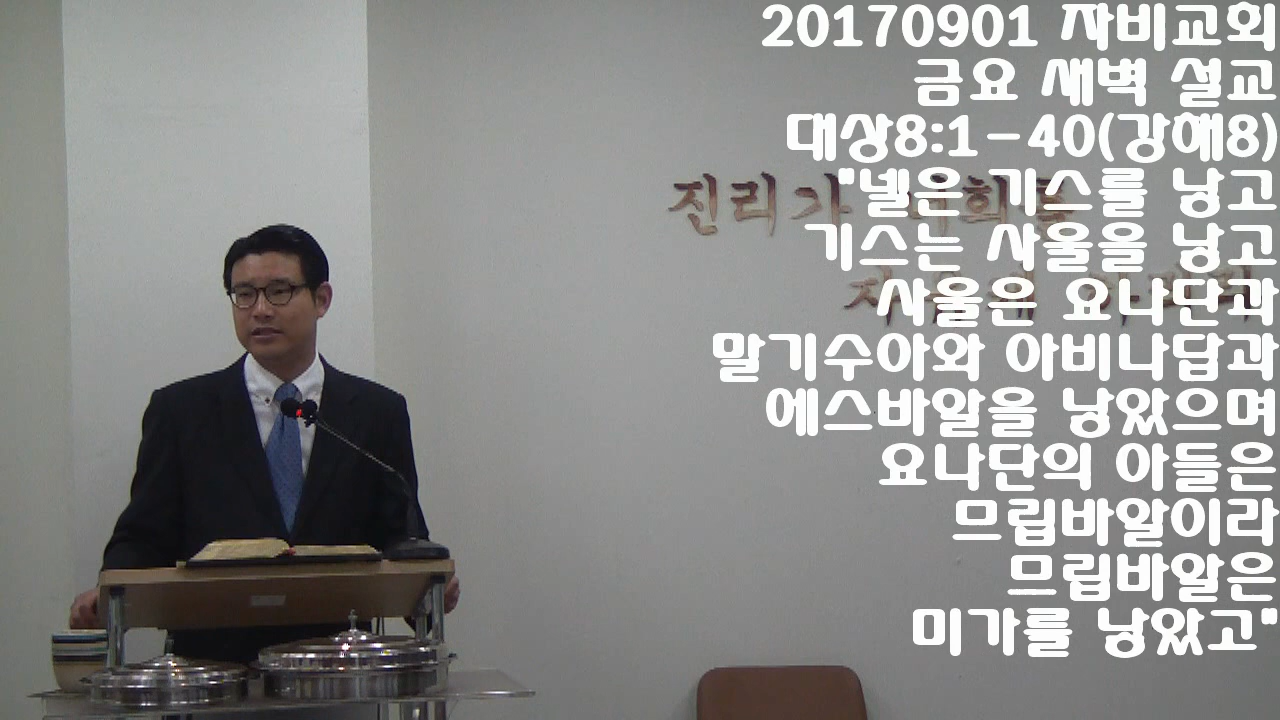 20170901 자비교회
금요 새벽 설교
대상8:1-40(강해8)
"넬은 기스를 낳고
기스는 사울을 낳고
사울은 요나단과
말기수아와 아비나답과
에스바알을 낳았으며
요나단의 아들은
므립바알이라
므립바알은
미가를 낳았고"
진리가